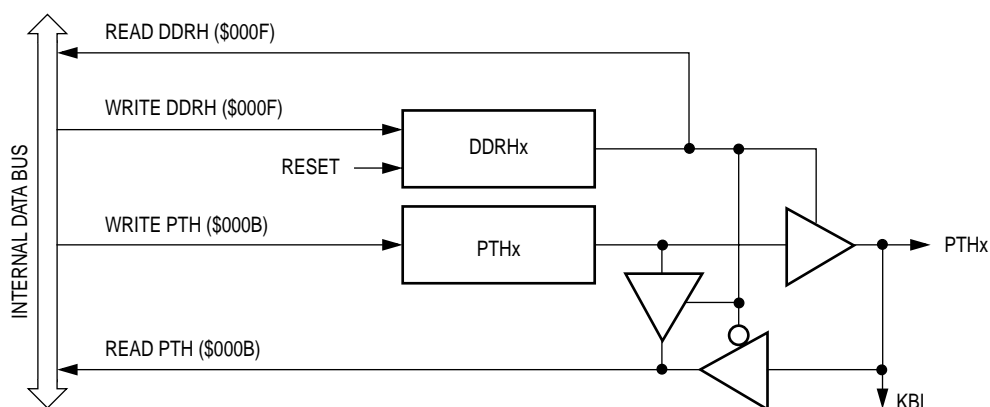 READ DDRH ($000F)
WRITE DDRH ($000F)
DDRHx
RESET
INTERNAL DATA BUS
WRITE PTH ($000B)
PTHx
PTHx
READ PTH ($000B)
KBI